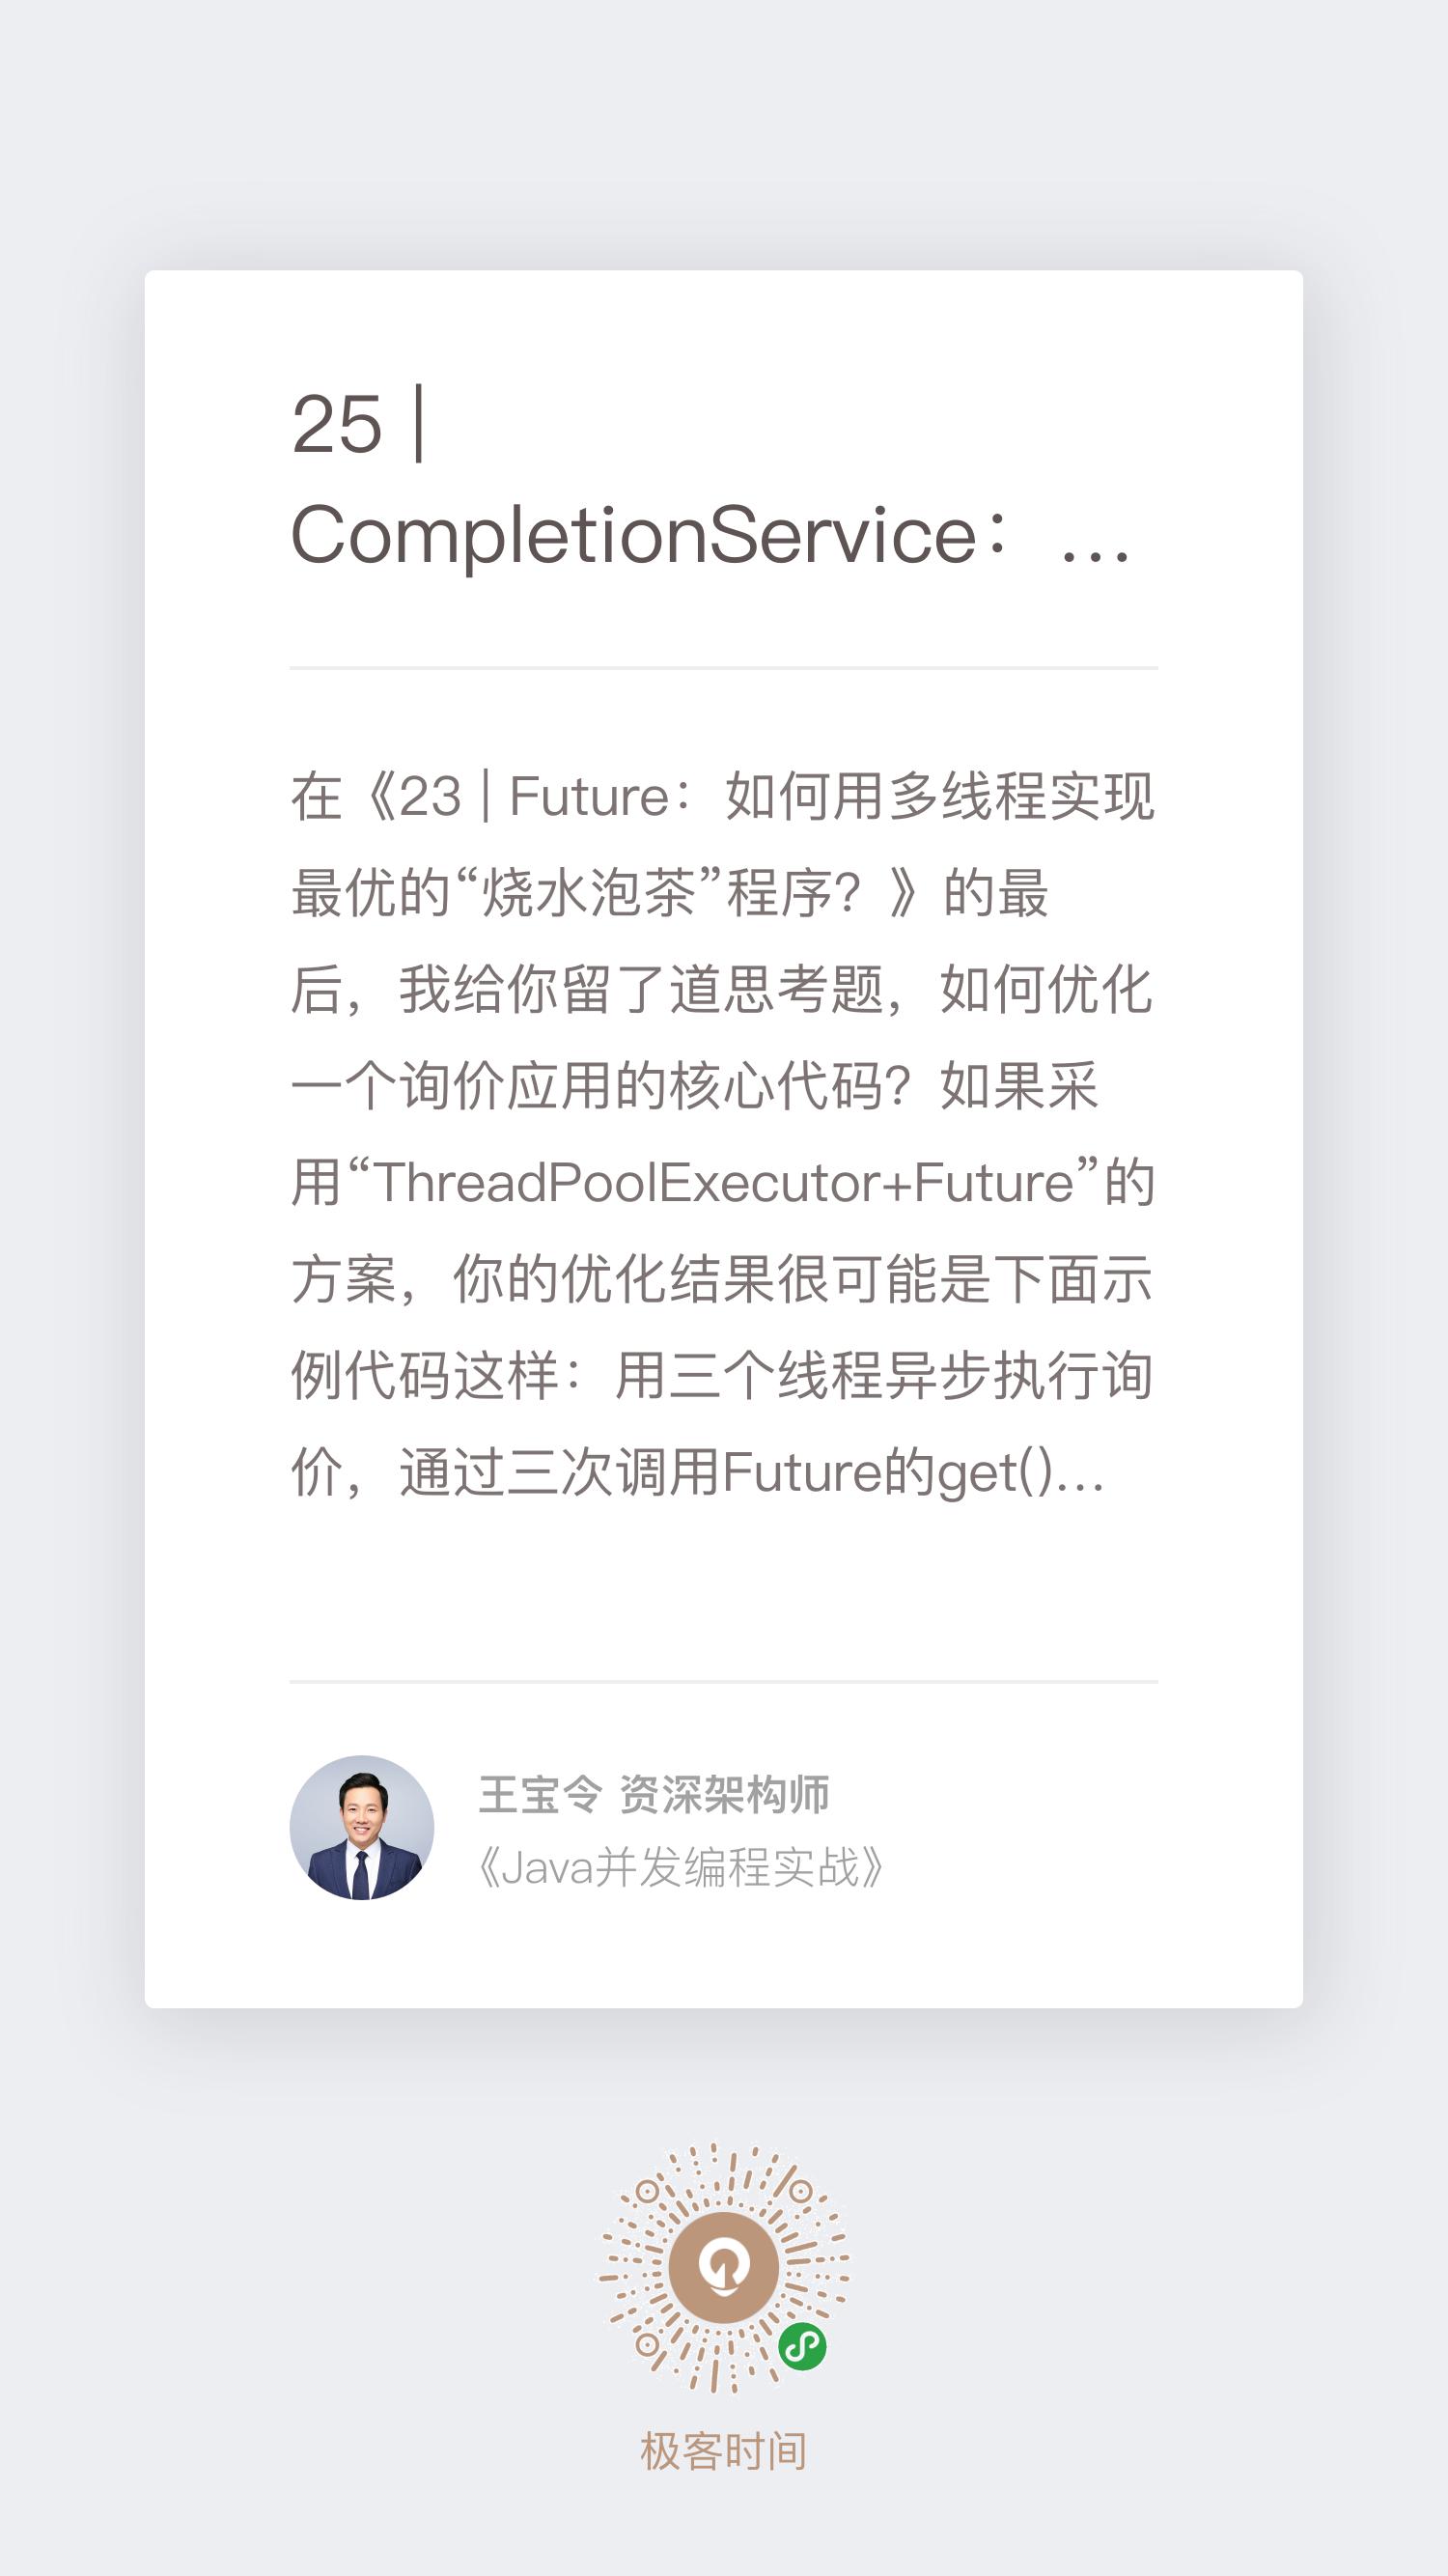 25 |
CompletionService：...
在《23 | Future：如何用多线程实现
最优的“烧水泡茶”程序？》的最
后，我给你留了道思考题，如何优化
一个询价应用的核心代码？如果采
用“ThreadPoolExecutor+Future”的
方案，你的优化结果很可能是下面示
例代码这样：用三个线程异步执行询
价，通过三次调用Future的get()...
王宝令 资深架构师
《Java并发编程实战》
极客时间